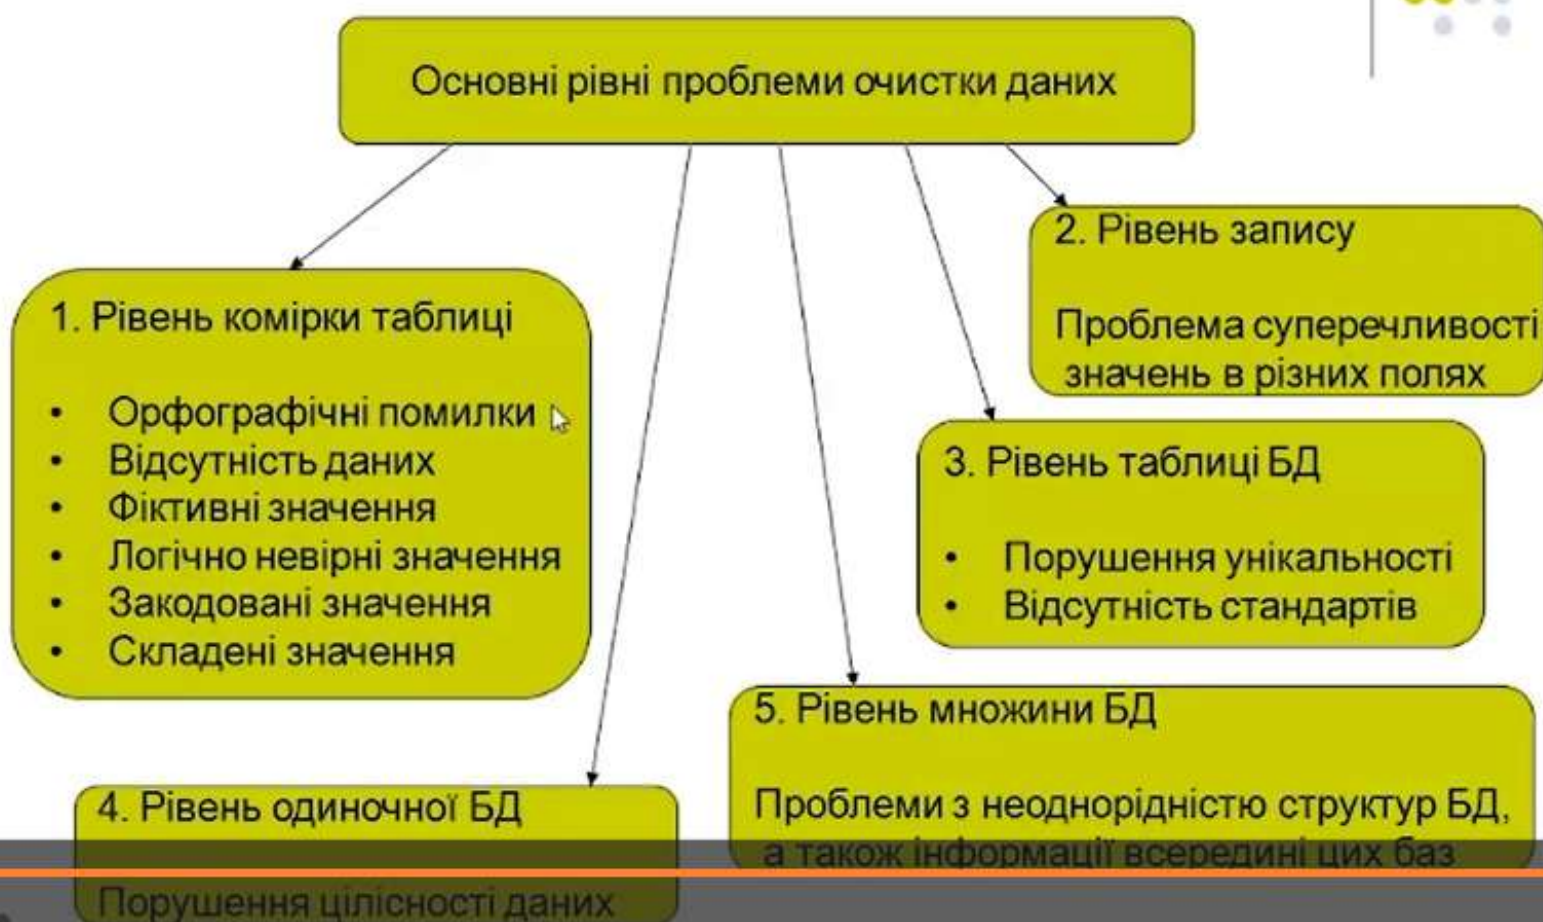 Основні рівні проблеми очистки даних
1. Рівень комірки таблиці
• Орфографічні помилки
• Відсутність даних
• Фіктивні значення
• Логічно невірні значення
• Закодовані значення
• Складені значення
2. Рівень запису
Проблема суперечливості
значень в різних полях
3. Рівень таблиці БД
• Порушення унікальності
• Відсутність стандартів
4. Рівень одиночної БД
Порушення цілісності даних
5. Рівень множини БД
Проблеми з неоднорідністю структур БД,
а також інформації всередині цих баз